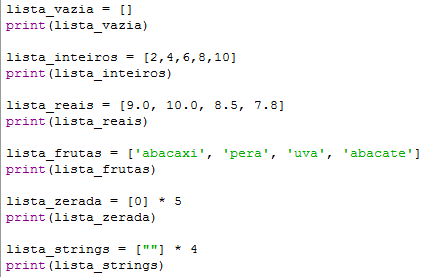 lista_vazia = []
print(lista_vazia)
lista_inteiros = [2,4,6,8,10]
print(lista_inteiros)
lista_reais = [9.0, 10.0, 8.5, 7.8]
print(lista_reais)
lista_frutas = ['abacaxi', 'pera', 'uva', 'abacate']
print(lista_frutas)
lista_zerada = [0] * 5
print(lista_zerada)
lista_strings = [""] * 4
print(lista_strings)